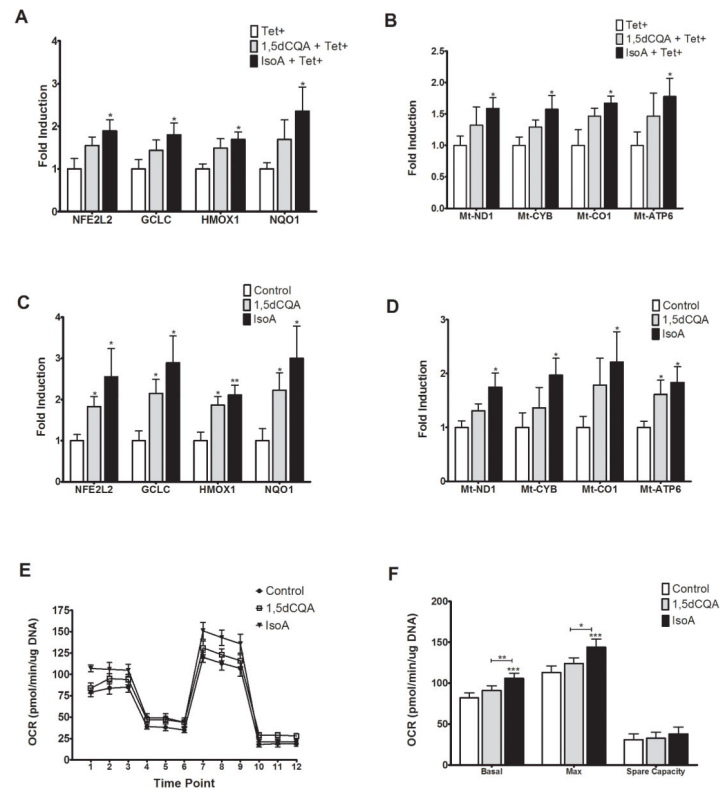 A
Tet+
1,5dCQA + Tet+
IsoA + Tet+
Fold Induction
4
3
2
1
0
* * * *
NFE2L2 GCLC HMOX1 NQO1
B
Tet+
1,5dCQA + Tet+
IsoA + Tet+
Fold Induction
2.5
2.0
1.5
1.0
0.5
0.0
* * * *
Mt-ND1 Mt-CYB Mt-CO1 Mt-ATP6
C
Control
1,5dCQA
IsoA
Fold Induction
4
3
2
1
0
* * * * * ** * *
NFE2L2 GCLC HMOX1 NQO1
D
Control
1,5dCQA
IsoA
Fold Induction
3
2
1
0
* * * * *
Mt-ND1 Mt-CYB Mt-CO1 Mt-ATP6
E
Control
1,5dCQA
IsoA
OCR (pmol/min/ug DNA)
175
150
125
100
75
50
25
0
1 2 3 4 5 6 7 8 9 10 11 12
Time Point
F
Control
1,5dCQA
IsoA
OCR (pmol/min/ug DNA)
200
150
100
50
0
** *** * ***
Basal Max Spare Capacity